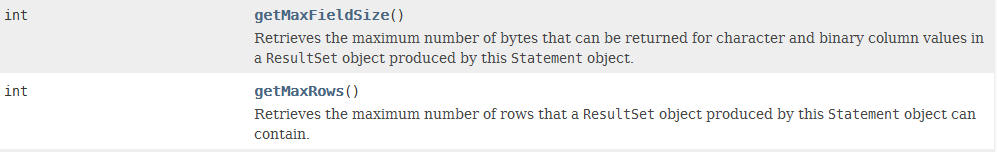 int getMaxFieldSize()
Retrieves the maximum number of bytes that can be returned for character and binary column values in
a ResultSet object produced by this Statement object.
int getMaxRows()
Retrieves the maximum number of rows that a ResultSet object produced by this Statement object can
contain.